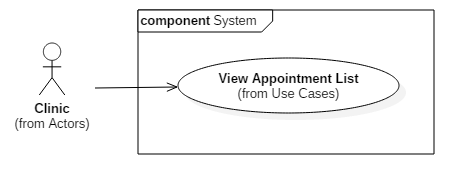 component System
View Appointment List
(from Use Cases)
Clinic
(from Actors)